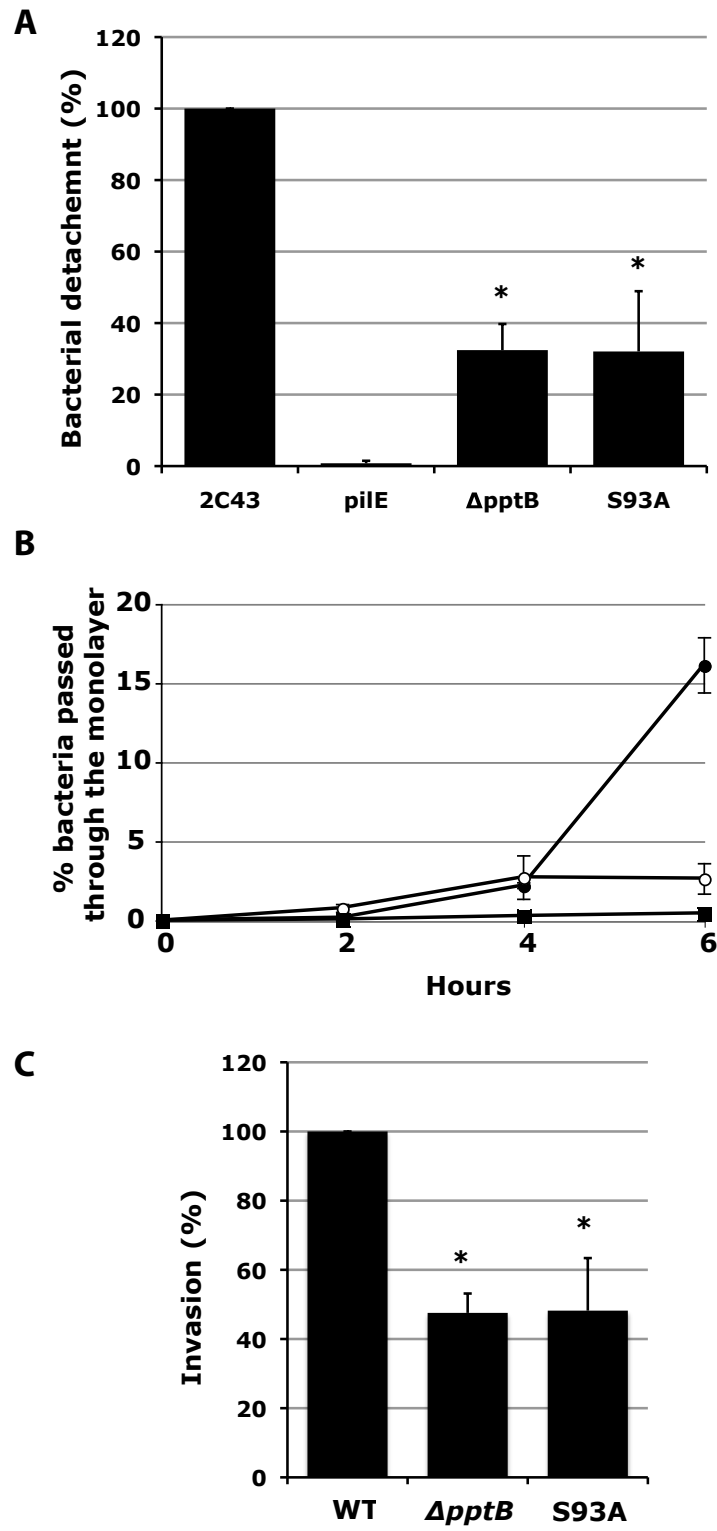 A
Bacterial detachemnt (%)
120
100
80
60
40
20
0
* *
2C43 pilE ΔpptB S93A
B
% bacteria passed
through the monolayer
20
15
10
5
0
0 2 4 6
Hours
C
Invasion (%)
120
100
80
60
40
20
0
* *
WT ΔpptB S93A